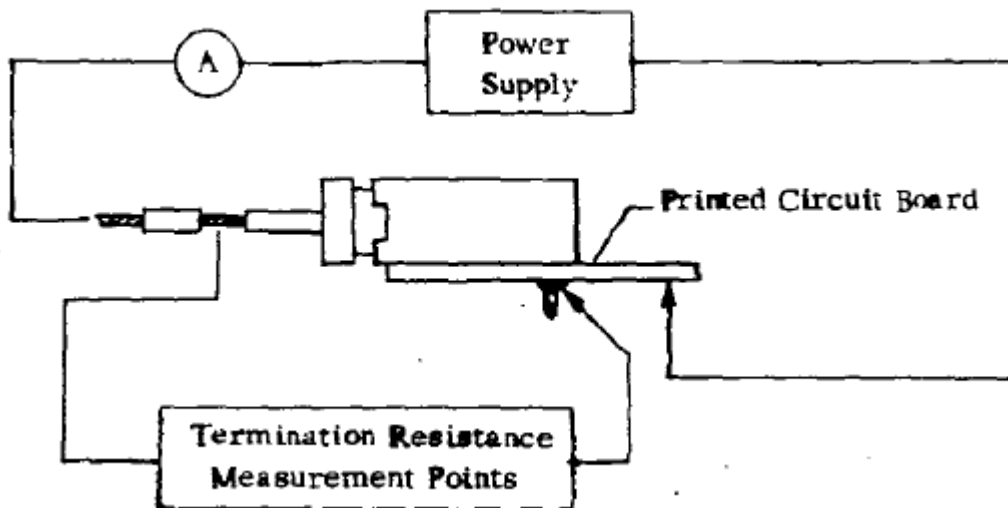 A
Power
Supply
Printed Circuit Board
Termination Resistance
Measurement Points